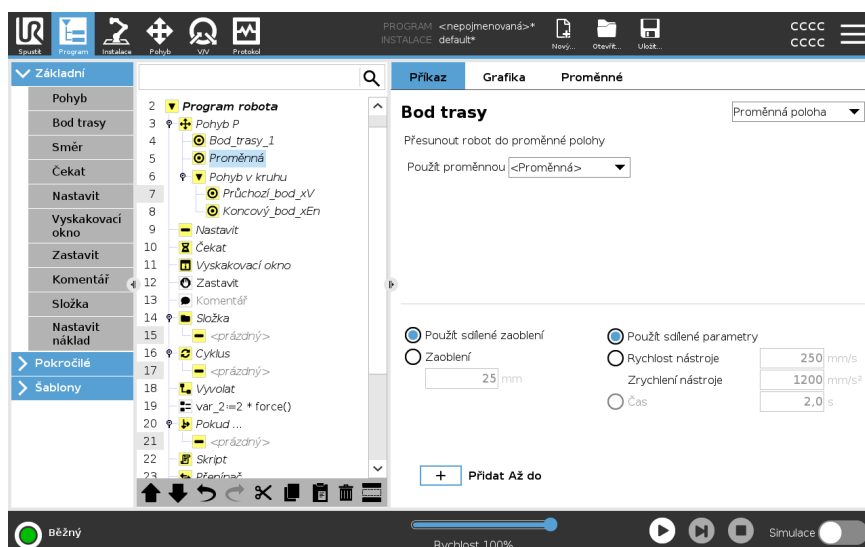 PROGRAM <nepojmenovaná>*
INSTALACE default*
Spustit
Program
Instalace
Pohyb
V/V
Protokol
Nový...
Otevřít...
Uložit...
CCCC
CCCC
Základní
Pohyb
Bod trasy
Směr
Čekat
Nastavit
Vyskakovací okno
Zastavit
Komentář
Složka
Nastavit náklad
Pokročilé
Šablony
2 Program robota
3 Pohyb P
4 Bod_trasy_1
5 Proměnná
6 Pohyb v kruhu
7 Průchozí_bod_xV
8 Koncový_bod_xEn
9 Nastavit
10 Čekat
11 Vyskakovací okno
12 Zastavit
13 Komentář
14 Složka
15 <prázdný>
16 Cyklus
17 <prázdný>
18 Vyvolat
19 var_2≔2 * force()
20 Pokud ...
21 <prázdný>
22 Skript
23 Přepínač
Příkaz
Grafika
Proměnné
Bod trasy
Proměnná poloha
Přesunout robot do proměnné polohy
Použít proměnnou <Proměnná>
Použít sdílené zaoblení
Zaoblení
25 mm
Použít sdílené parametry
Rychlost nástroje 250 mm/s
Zrychlení nástroje 1200 mm/s²
Čas 2,0 s
+ Přidat Až do
Běžný
Rychlost 100%
Simulace